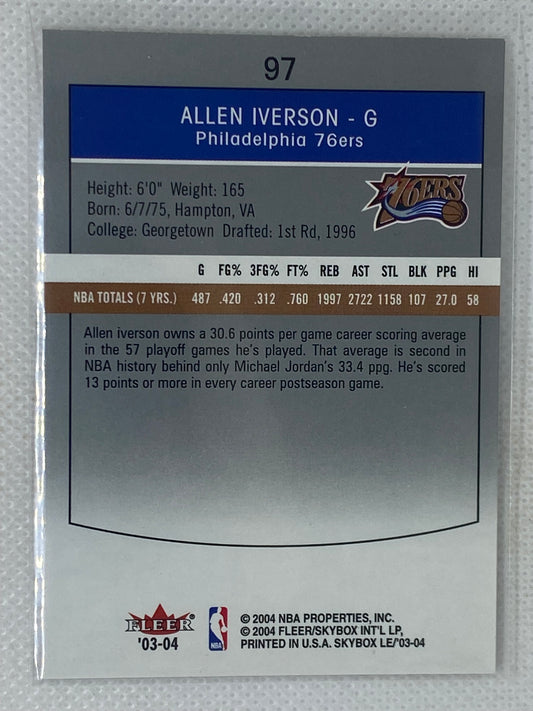 97
ALLEN IVERSON - G
Philadelphia 76ers
Height: 6'0" Weight: 165
Born: 6/7/75, Hampton, VA
College: Georgetown Drafted: 1st Rd, 1996
76ERS
G FG% 3FG% FT% REB AST STL BLK PPG HI
NBA TOTALS (7 YRS.) 487 .420 .312 .760 1997 2722 1158 107 27.0 58
Allen iverson owns a 30.6 points per game career scoring average
in the 57 playoff games he's played. That average is second in
NBA history behind only Michael Jordan's 33.4 ppg. He's scored
13 points or more in every career postseason game.
FLEER
'03-04
NBA
© 2004 NBA PROPERTIES, INC.
© 2004 FLEER/SKYBOX INT'L LP,
PRINTED IN U.S.A. SKYBOX LE/'03-04